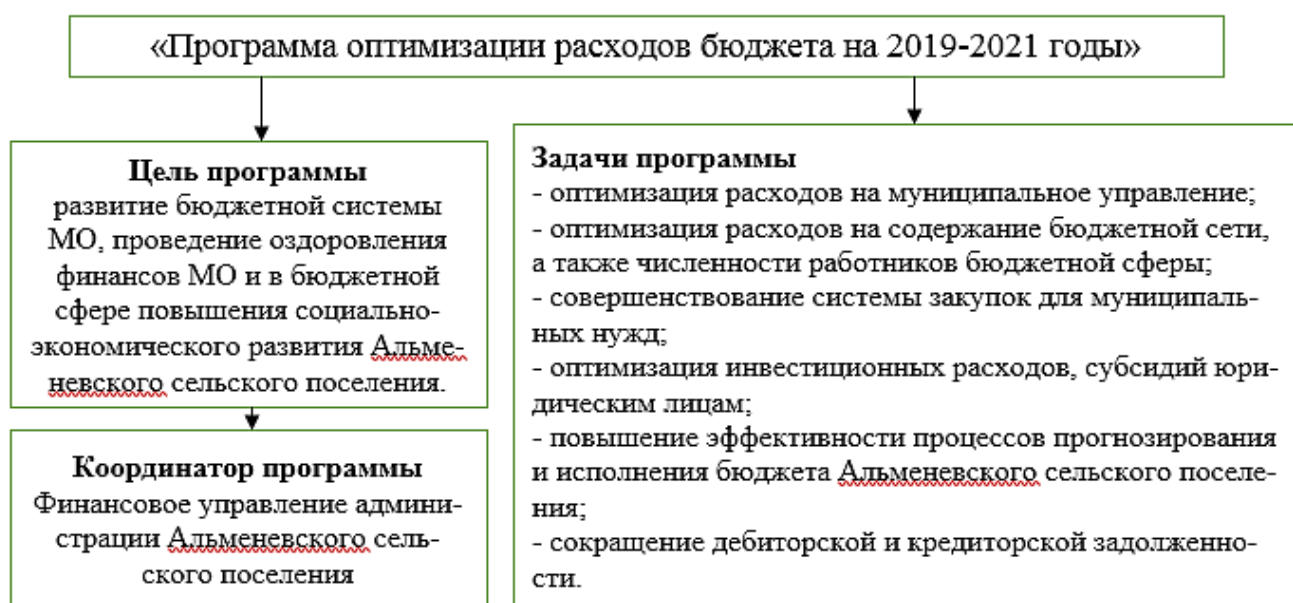 «Программа оптимизации расходов бюджета на 2019-2021 годы»
Цель программы
развитие бюджетной системы
МО, проведение оздоровления
финансов МО и в бюджетной
сфере повышения социально-
экономического развития Альме-
невского сельского поселения.
Координатор программы
Финансовое управление админи-
страции Альменевского сель-
ского поселения
Задачи программы
- оптимизация расходов на муниципальное управление;
- оптимизация расходов на содержание бюджетной сети,
а также численности работников бюджетной сферы;
- совершенствование системы закупок для муниципаль-
ных нужд;
- оптимизация инвестиционных расходов, субсидий юри-
дическим лицам;
- повышение эффективности процессов прогнозирования
и исполнения бюджета Альменевского сельского поселе-
ния;
- сокращение дебиторской и кредиторской задолженно-
сти.